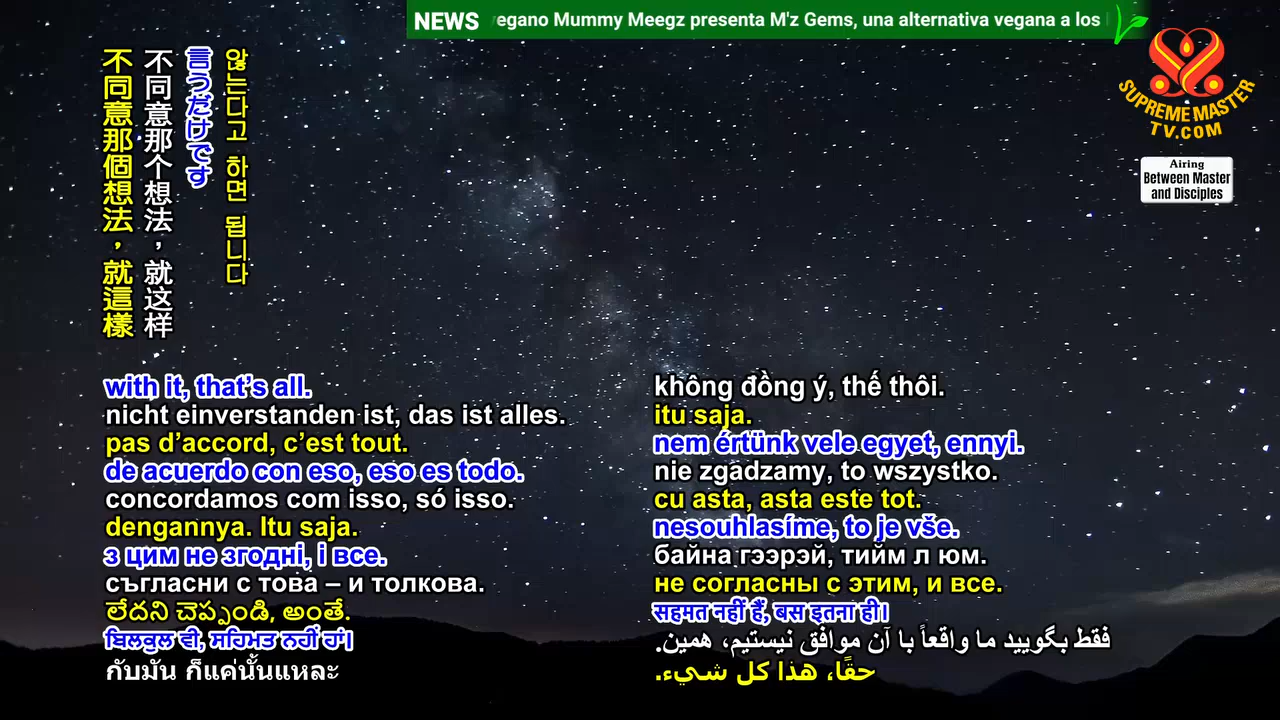 NEWS vegano Mummy Meegz presenta M'z Gems, una alternativa vegana a los
SUPREME MASTER
TV.COM
Airing
Between Master
and Disciples
않는다고 하면 됩니다
言うだけです
不同意那个想法，就这样
不同意那個想法，就這樣
with it, that's all.
nicht einverstanden ist, das ist alles.
pas d'accord, c'est tout.
de acuerdo con eso, eso es todo.
concordamos com isso, só isso.
dengannya. Itu saja.
з цим не згодні, і все.
съгласни с това – и толкова.
లేదని చెప్పండి, అంతే.
ਬਿਲਕੁਲ ਵੀ, ਸਹਿਮਤ ਨਹੀਂ ਹਾਂ।
กับมัน ก็แค่นั้นแหละ
không đồng ý, thế thôi.
itu saja.
nem értünk vele egyet, ennyi.
nie zgadzamy, to wszystko.
cu asta, asta este tot.
nesouhlasíme, to je vše.
байна гээрэй, тийм л юм.
не согласны с этим, и все.
सहमत नहीं हैं, बस इतना ही।
فقط بگویید ما واقعاً با آن موافق نیستیم، همین.
حقًا، هذا كل شيء.